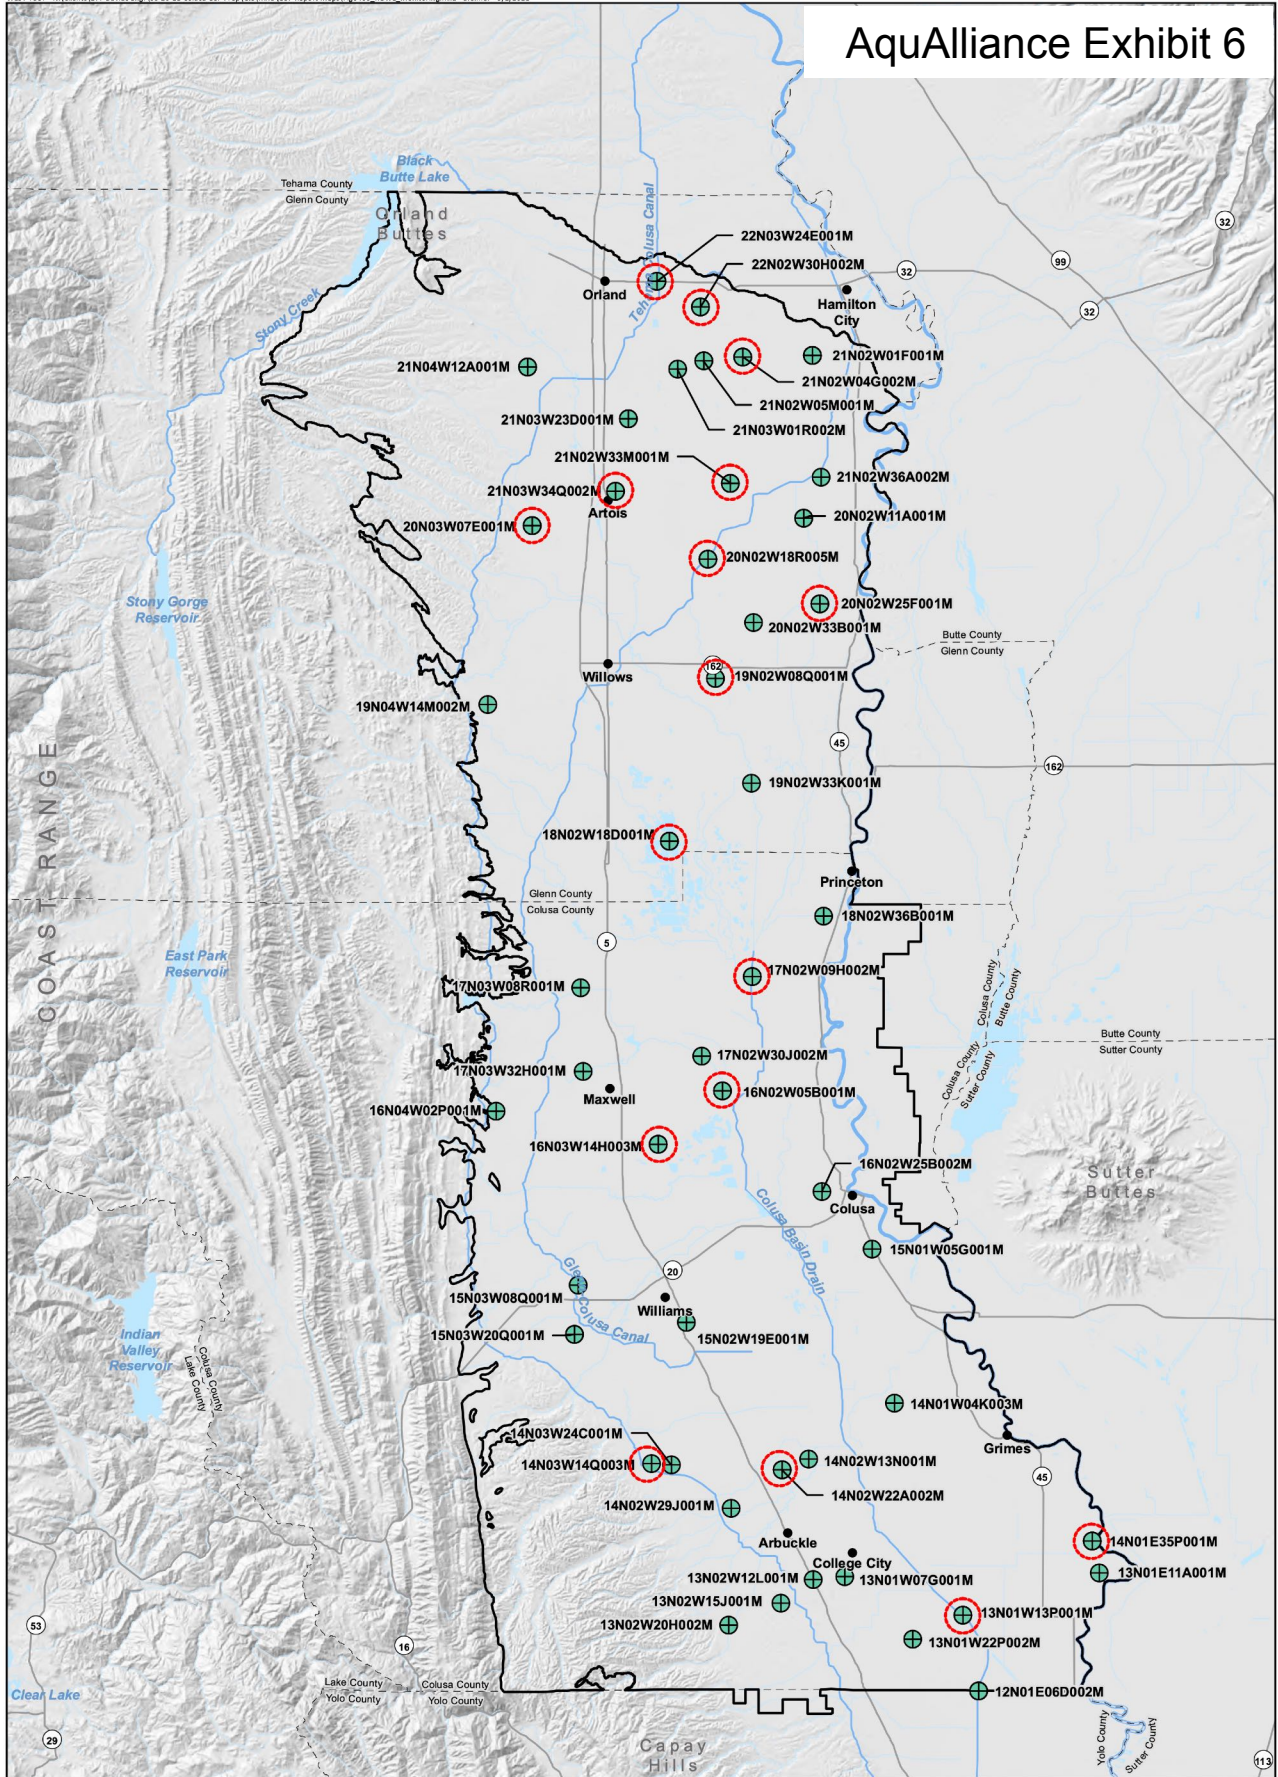 AquAlliance Exhibit 6
Black
Butte Lake
Tehama County
Glenn County
Orland
Buttes
Tehama Colusa Canal
Stony Creek
32
99
32
32
22N03W24E001M
22N02W30H002M
Orland
Hamilton
City
21N04W12A001M
21N02W01F001M
21N02W04G002M
21N02W05M001M
21N03W23D001M
21N03W01R002M
21N02W33M001M
21N02W36A002M
21N03W34Q002M
Artois
20N02W11A001M
20N03W07E001M
20N02W18R005M
Stony Gorge
Reservoir
20N02W25F001M
20N02W33B001M
Butte County
Glenn County
162
Willows
19N02W08Q001M
19N04W14M002M
45
162
COAST RANGE
19N02W33K001M
18N02W18D001M
Princeton
Glenn County
Colusa County
18N02W36B001M
5
East Park
Reservoir
17N02W09H002M
17N03W08R001M
Colusa County
Butte County
Butte County
Sutter County
17N02W30J002M
Colusa County
Sutter County
17N03W32H001M
Maxwell
16N02W05B001M
16N04W02P001M
16N03W14H003M
16N02W25B002M
Sutter
Buttes
Colusa
Colusa Basin Drain
15N01W05G001M
20
Glenn Colusa Canal
15N03W08Q001M
Williams
15N03W20Q001M
15N02W19E001M
Indian
Valley
Reservoir
Colusa County
Lake County
14N01W04K003M
14N03W24C001M
Grimes
14N03W14Q003M
14N02W13N001M
45
14N02W22A002M
14N02W29J001M
Arbuckle
14N01E35P001M
College City
13N01E11A001M
13N02W12L001M
13N01W07G001M
13N02W15J001M
13N01W13P001M
13N02W20H002M
53
16
13N01W22P002M
Lake County
Yolo County
Colusa County
Yolo County
Clear Lake
12N01E06D002M
29
Yolo County
Sutter County
Capay
Hills
113